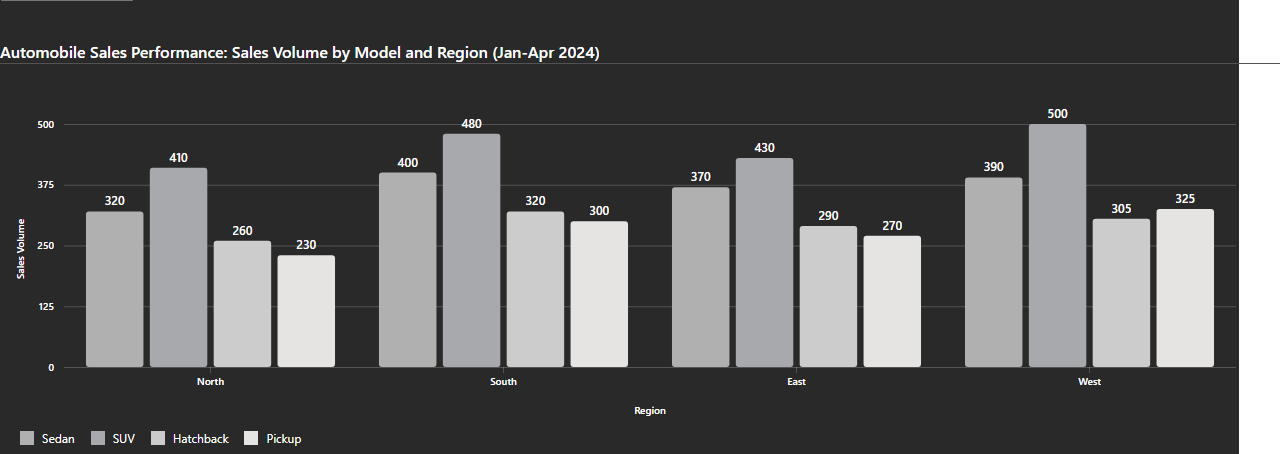 Automobile Sales Performance: Sales Volume by Model and Region (Jan-Apr 2024)
500
375
250
125
0
Sales Volume
320
410
260
230
400
480
320
300
370
430
290
270
390
500
305
325
North
South
East
West
Region
Sedan
SUV
Hatchback
Pickup